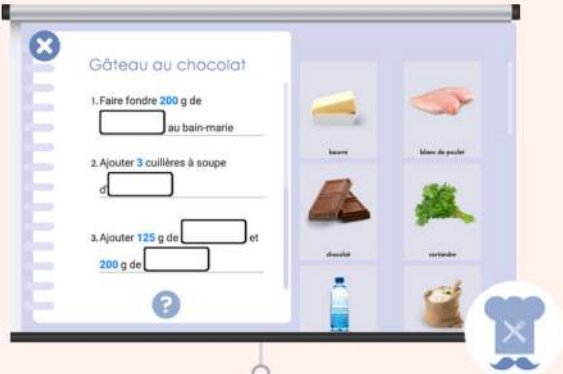 Gâteau au chocolat
1. Faire fondre 200 g de
au bain-marie
2. Ajouter 3 cuillères à soupe
d'
3. Ajouter 125 g de et
200 g de
?
beurre
blanc de poulet
chocolat
coriandre